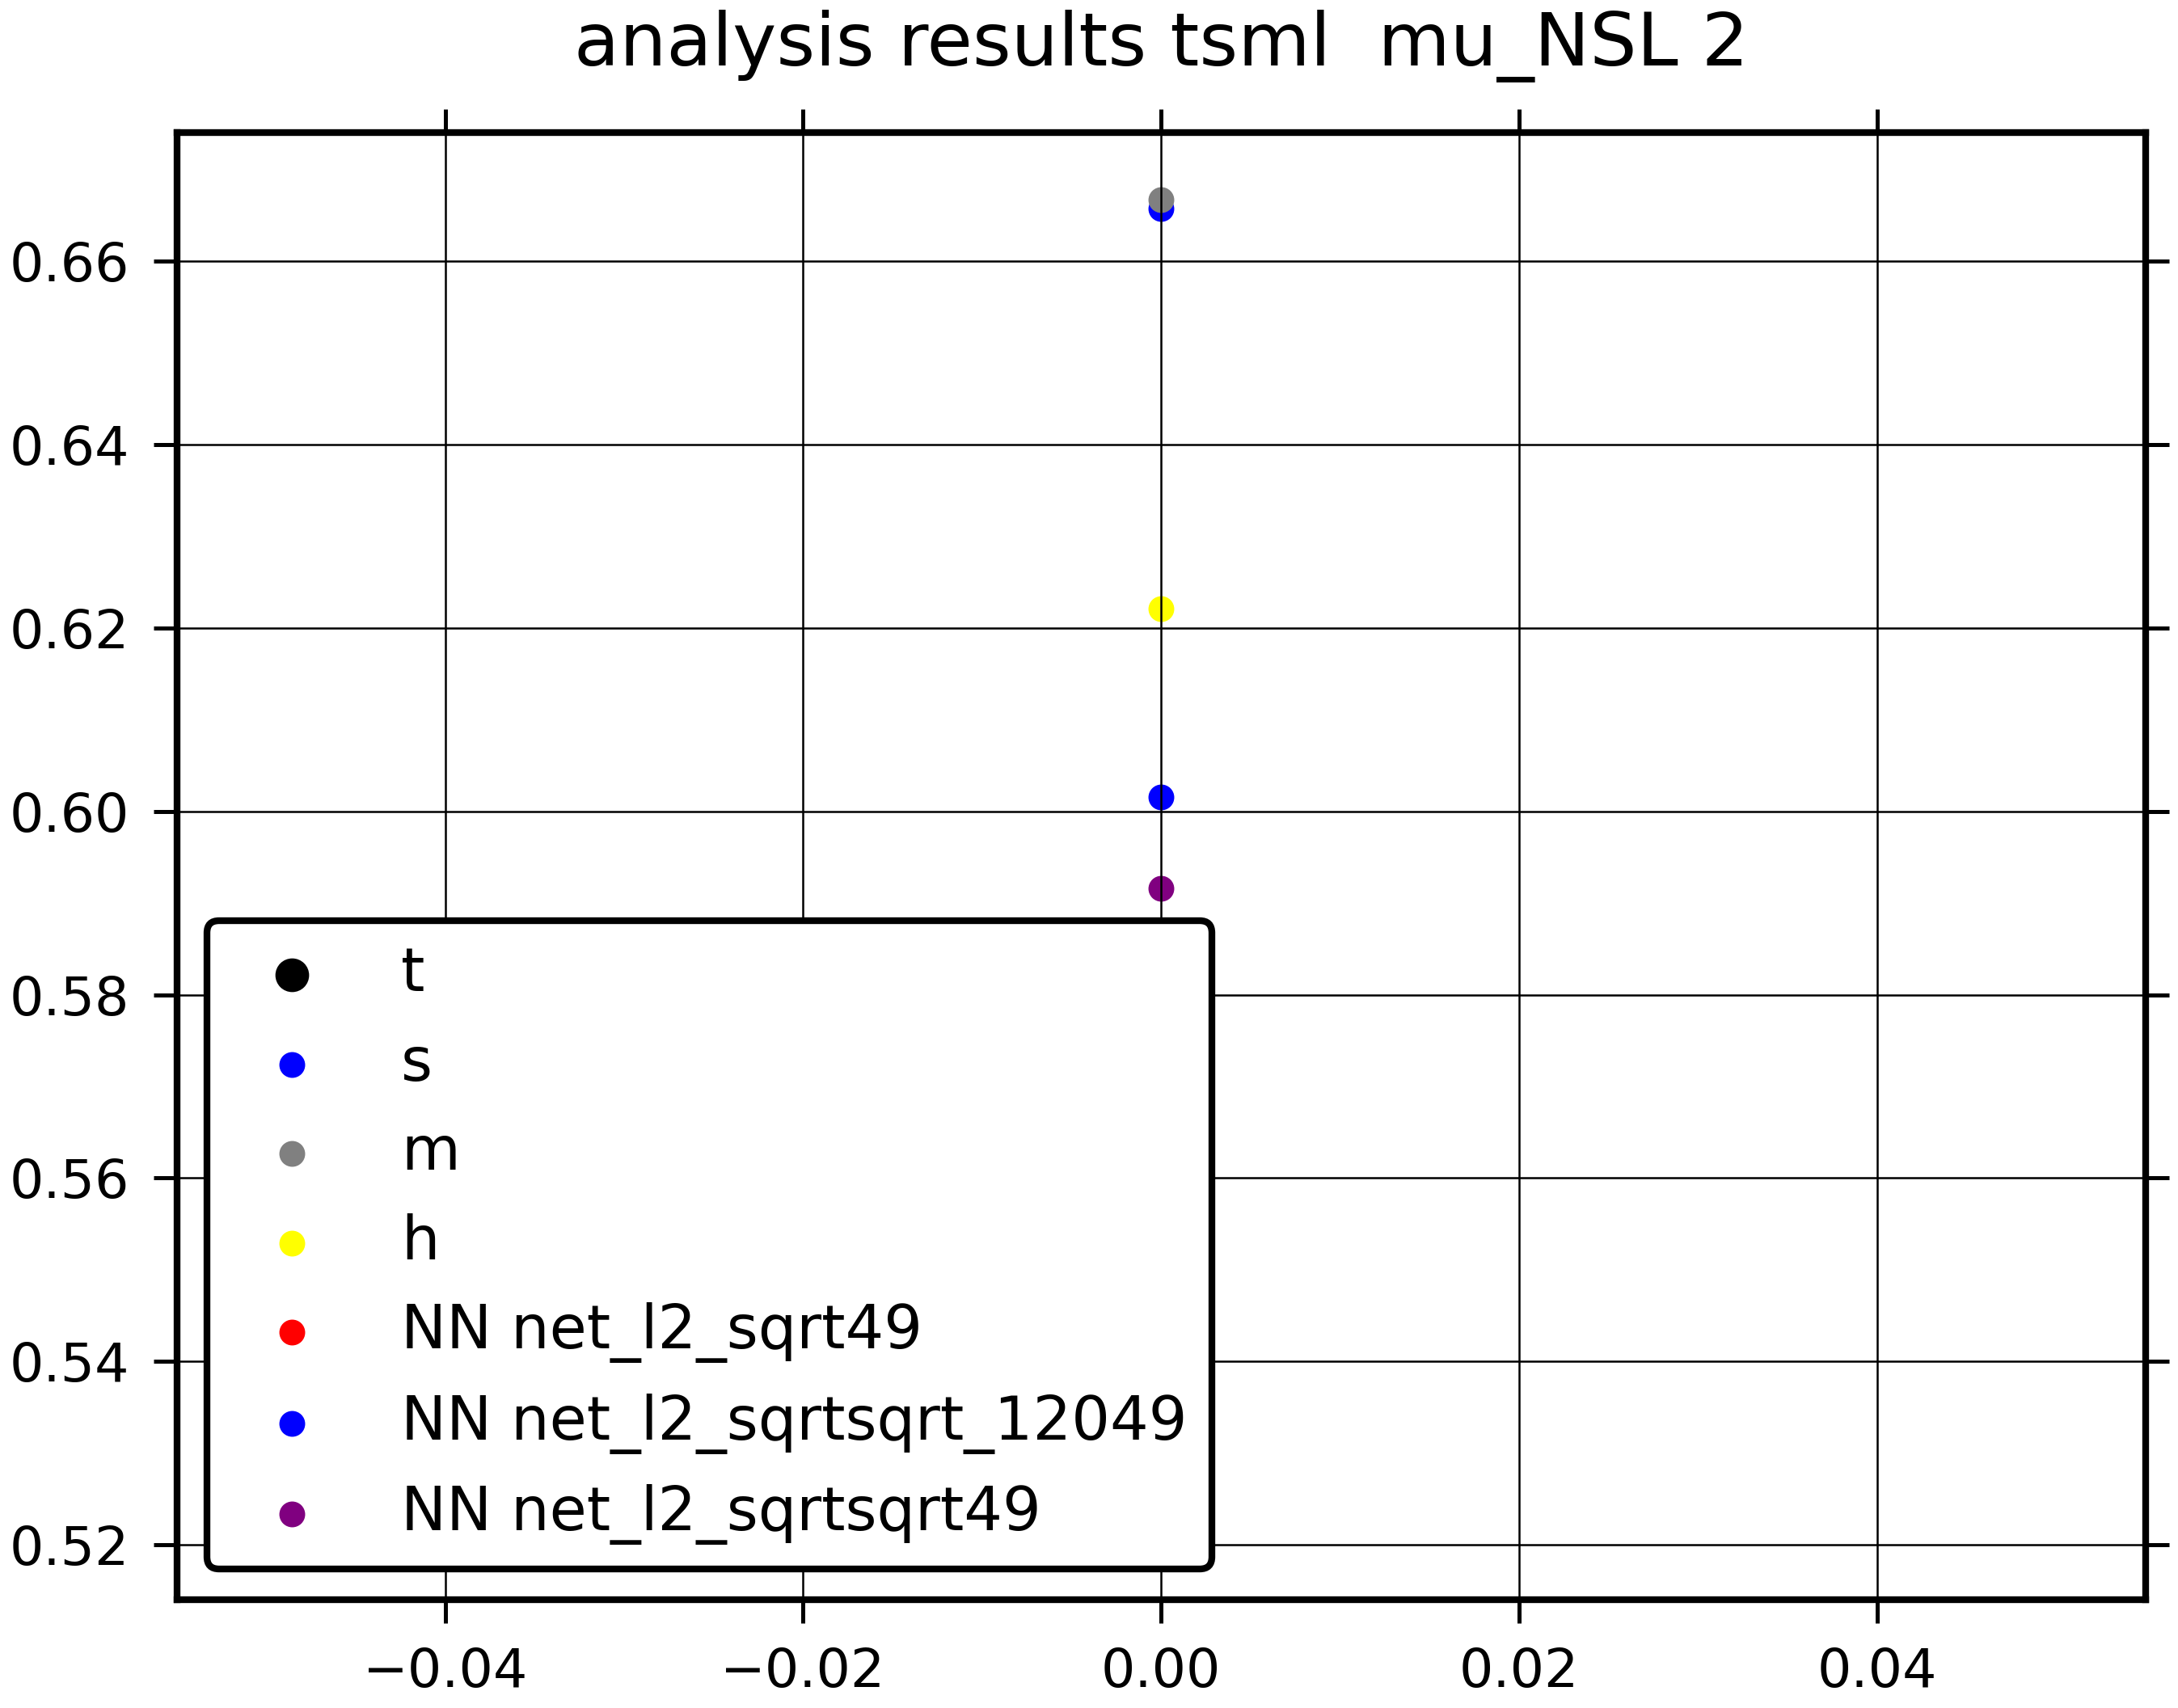 analysis results tsml  mu_NSL 2
0.66
0.64
0.62
0.60
0.58
0.56
0.54
0.52
t
s
m
h
NN net_l2_sqrt49
NN net_l2_sqrtsqrt_12049
NN net_l2_sqrtsqrt49
−0.04 −0.02 0.00 0.02 0.04